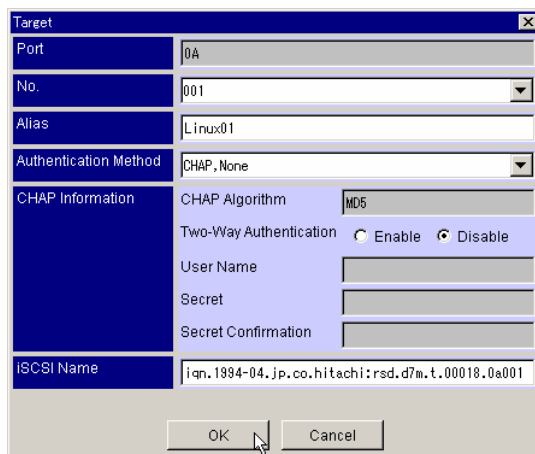 Target
Port 0A
No. 001
Alias Linux01
Authentication Method CHAP,None
CHAP Information CHAP Algorithm MD5
Two-Way Authentication Enable Disable
User Name
Secret
Secret Confirmation
iSCSI Name iqn.1994-04.jp.co.hitachi:rsd.d7m.t.00018.0a001
OK Cancel